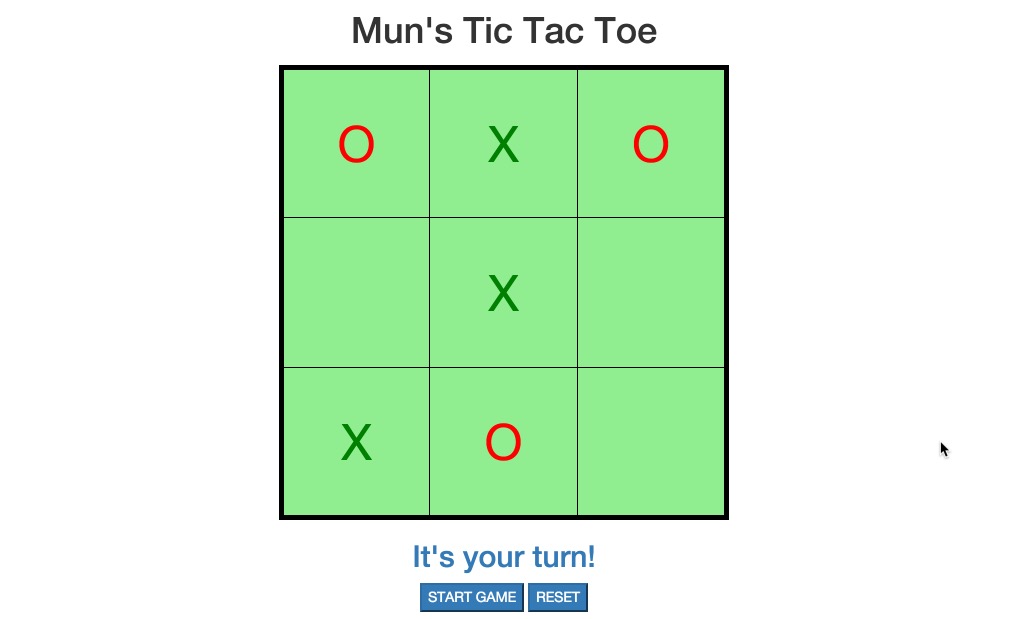 Mun's Tic Tac Toe
O X O
X
X O
It's your turn!
START GAME RESET